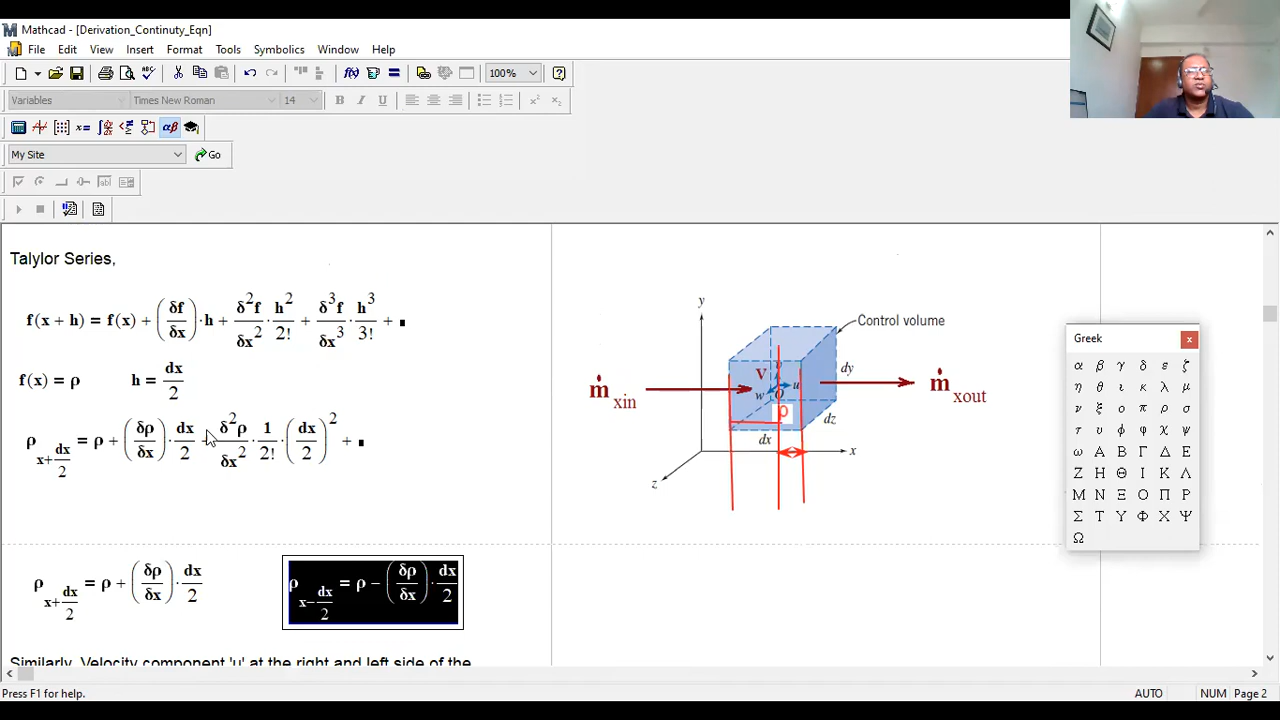 Mathcad - [Derivation_Continuty_Eqn]
File Edit View Insert Format Tools Symbolics Window Help
100%
Variables Times New Roman 14 B I U
αβ
My Site Go
Talylor Series,
f(x + h) = f(x) + (δf/δx)·h + δ²f/δx²·h²/2! + δ³f/δx³·h³/3! + ▪
f(x) = ρ h = dx/2
ρ x+dx/2 = ρ + (δρ/δx)·dx/2 δ²ρ/δx²·1/2!·(dx/2)² + ▪
ρ x+dx/2 = ρ + (δρ/δx)·dx/2 ρ x−dx/2 = ρ − (δρ/δx)·dx/2
Similarly, Velocity component 'u' at the right and left side of the
y
Control volume
ṁ xin
V
v
u
w
O
ρ
dy
ṁ xout
dz
dx
x
z
Greek x
α β γ δ ε ζ
η θ ι κ λ μ
ν ξ ο π ρ σ
τ υ φ χ ψ
ω Α Β Γ Δ Ε
Ζ Η Θ Ι Κ Λ
Μ Ν Ξ Ο Π Ρ
Σ Τ Υ Φ Χ Ψ
Ω
Press F1 for help. AUTO NUM Page 2